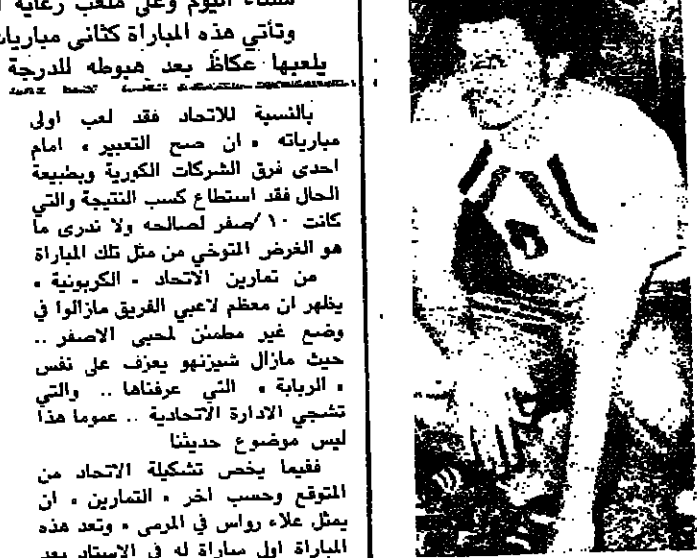 مساء اليوم وعلى ملعب رعاية
وتأتي هذه المباراة كثاني مباريات
يلعبها عكاظ بعد هبوطه للدرجة
بالنسبة للاتحاد فقد لعب اولى
مبارياته « ان صح التعبير » امام
احدى فرق الشركات الكورية وبطبيعة
الحال فقد استطاع كسب النتيجة والتي
كانت ١٠/صفر لصالحه ولا ندرى ما
هو الغرض المتوخي من مثل تلك المباراة
من تمارين الاتحاد « الكربونية »
يظهر ان معظم لاعبي الفريق مازالوا في
وضع غير مطمئن لمحبى الاصفر ..
حيث مازال شيزنهو يعزف على نفس
« الربابة » التي عرفناها .. والتي
تشجي الادارة الاتحادية .. عموما هذا
ليس موضوع حديثنا
ففيما يخص تشكيلة الاتحاد من
المتوقع وحسب اخر « التمارين » ان
يمثل علاء رواس في المرمى « وتعد هذه
المباراة اول مباراة له في الاستاد بعد